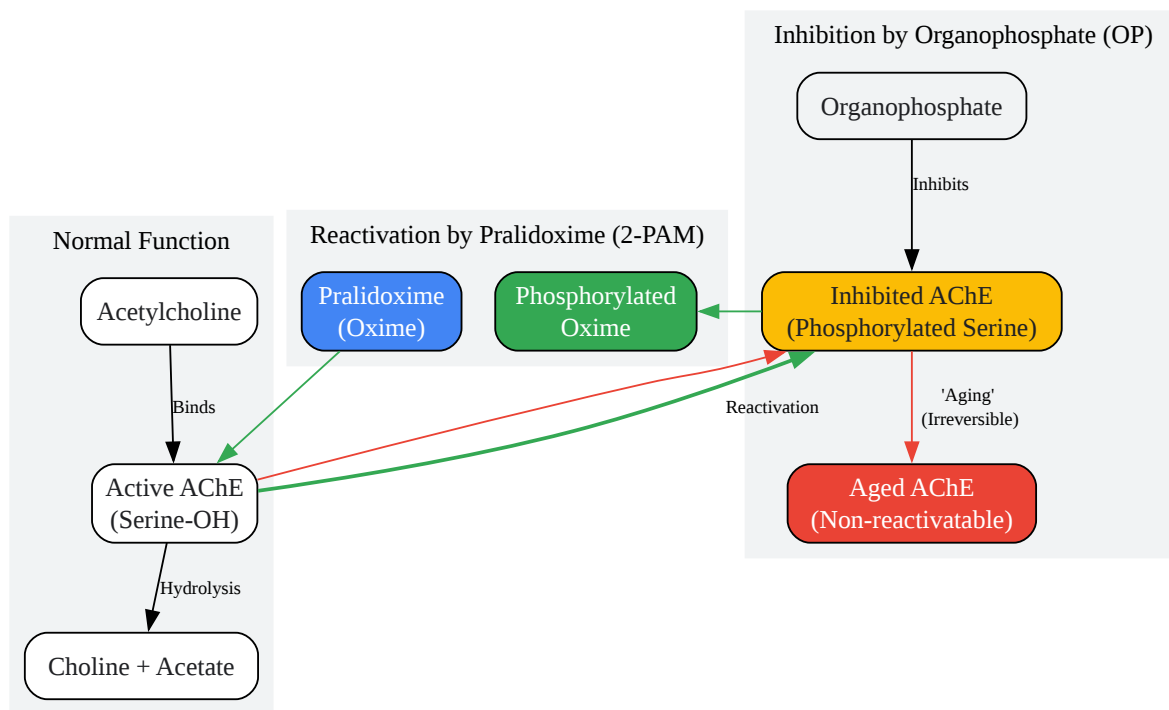 Inhibition by Organophosphate (OP)
Organophosphate
Inhibits
Normal Function
Reactivation by Pralidoxime (2-PAM)
Acetylcholine
Pralidoxime
(Oxime)
Phosphorylated
Oxime
Inhibited AChE
(Phosphorylated Serine)
Binds
Reactivation
'Aging'
(Irreversible)
Active AChE
(Serine-OH)
Aged AChE
(Non-reactivatable)
Hydrolysis
Choline + Acetate